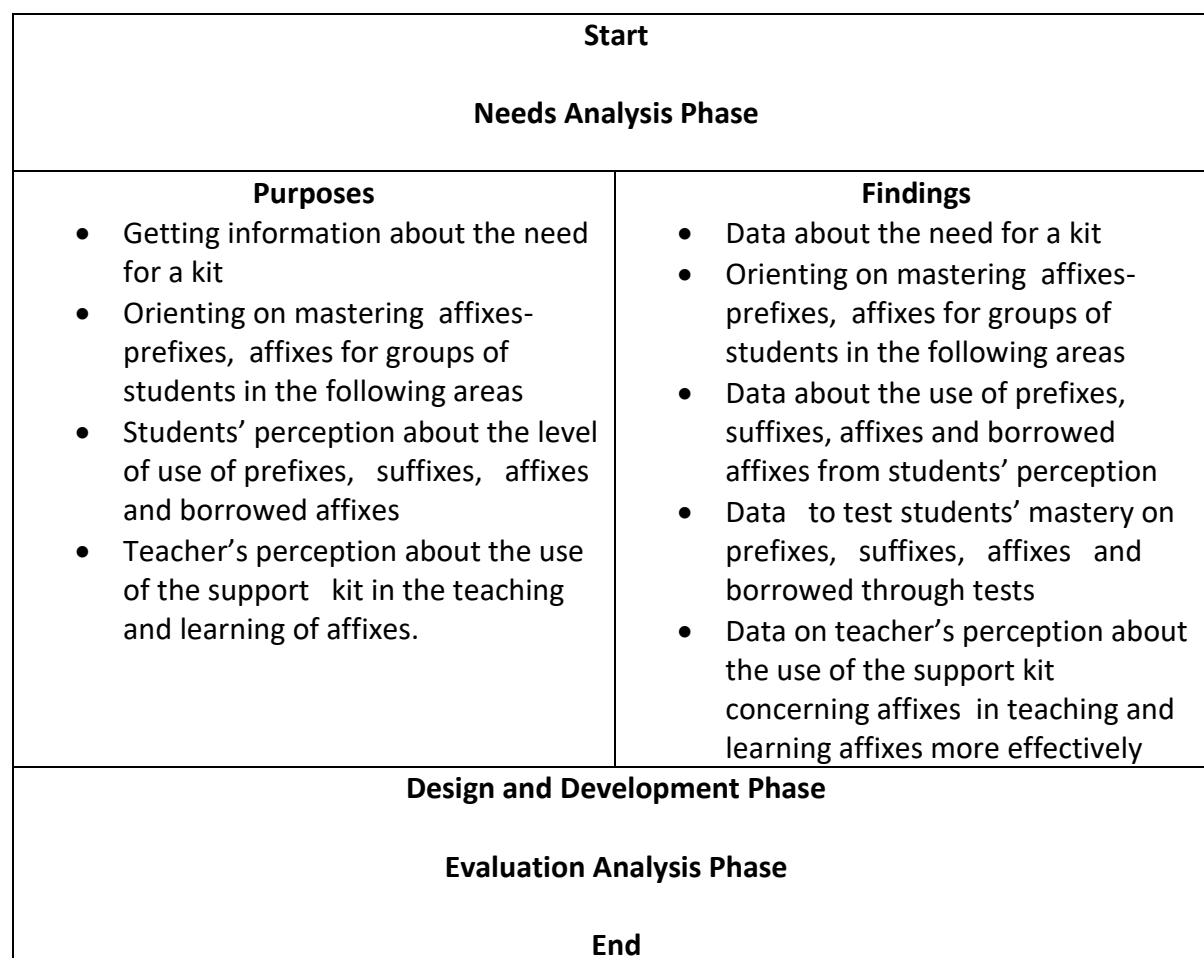 Start
Needs Analysis Phase
Purposes
• Getting information about the need
for a kit
• Orienting on mastering affixes-
prefixes, affixes for groups of
students in the following areas
• Students’ perception about the level
of use of prefixes, suffixes, affixes
and borrowed affixes
• Teacher’s perception about the use
of the support kit in the teaching
and learning of affixes.
Findings
• Data about the need for a kit
• Orienting on mastering affixes-
prefixes, affixes for groups of
students in the following areas
• Data about the use of prefixes,
suffixes, affixes and borrowed
affixes from students’ perception
• Data to test students’ mastery on
prefixes, suffixes, affixes and
borrowed through tests
• Data on teacher’s perception about
the use of the support kit
concerning affixes in teaching and
learning affixes more effectively
Design and Development Phase
Evaluation Analysis Phase
End